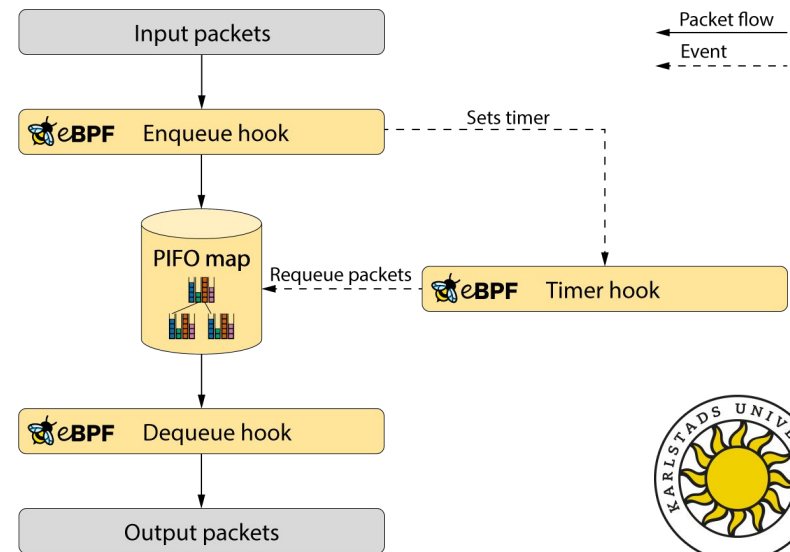 Input packets
Packet flow
Event
eBPF Enqueue hook
Sets timer
PIFO map
Requeue packets
eBPF Timer hook
eBPF Dequeue hook
Output packets
KARLSTADS